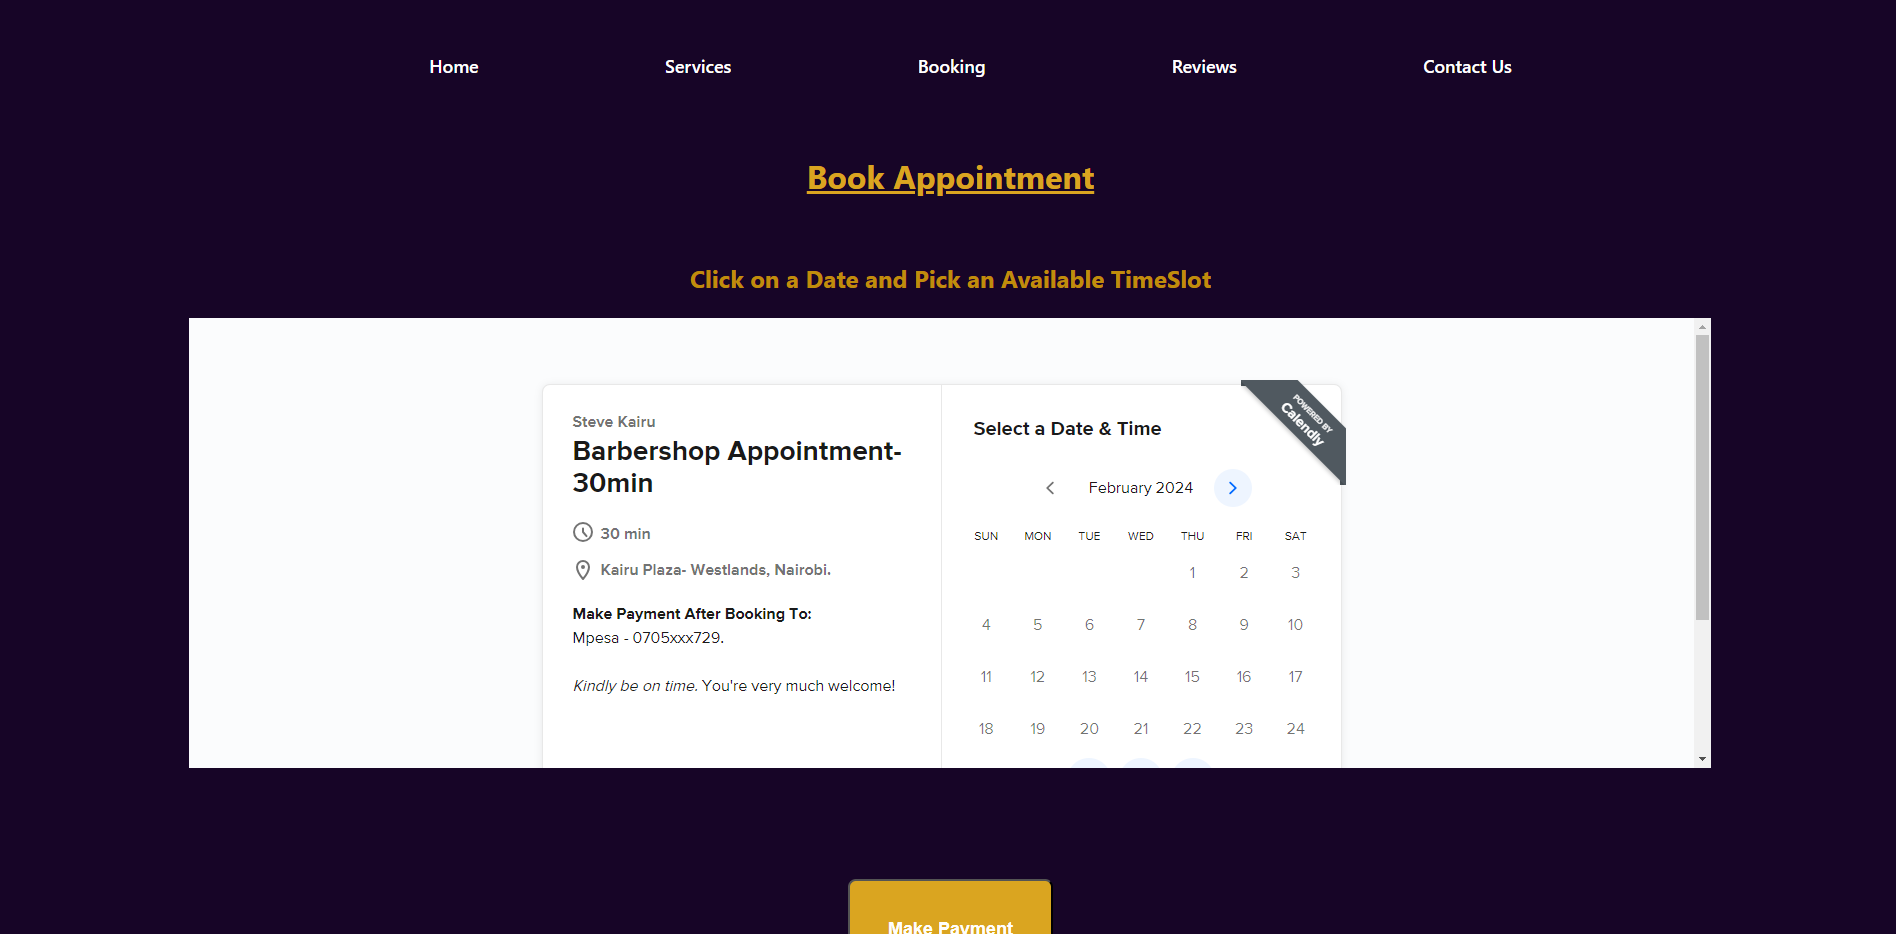 Home Services Booking Reviews Contact Us
Book Appointment
Click on a Date and Pick an Available TimeSlot
Steve Kairu
Barbershop Appointment-
30min
30 min
Kairu Plaza- Westlands, Nairobi.
Make Payment After Booking To:
Mpesa - 0705xxx729.
Kindly be on time. You're very much welcome!
POWERED BY
Calendly
Select a Date & Time
February 2024
SUN MON TUE WED THU FRI SAT
1 2 3
4 5 6 7 8 9 10
11 12 13 14 15 16 17
18 19 20 21 22 23 24
Make Payment